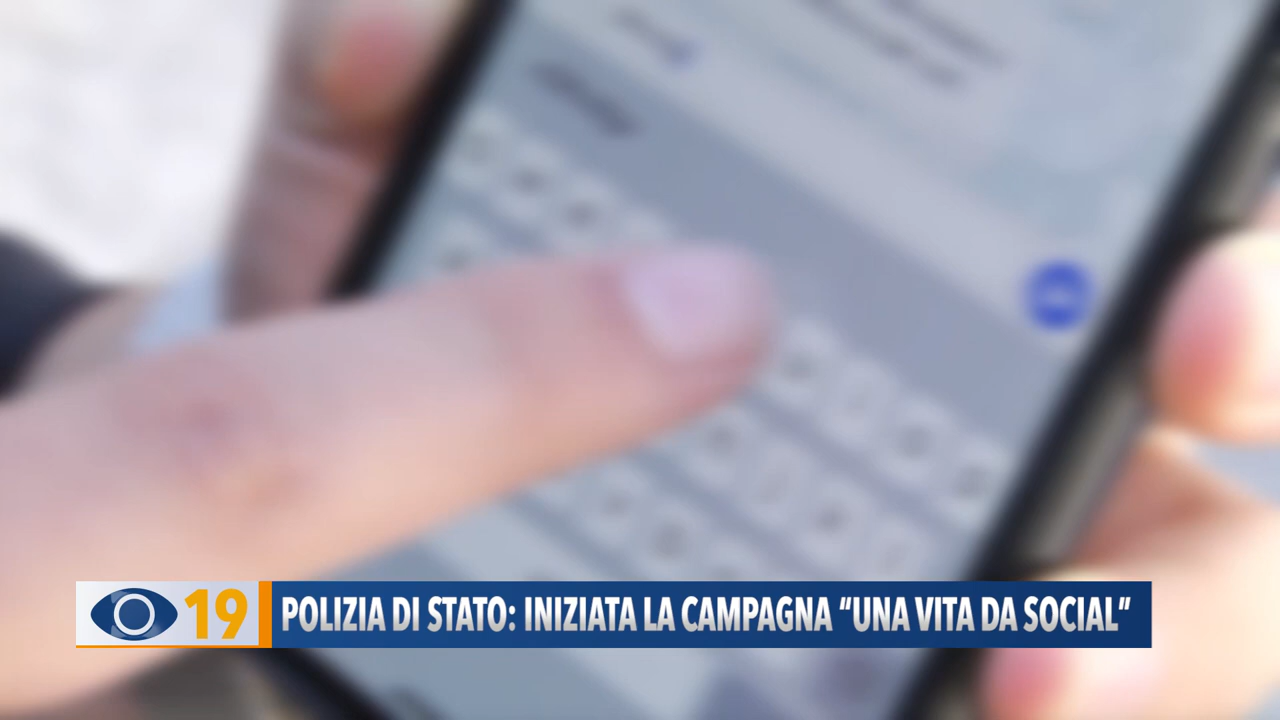 19 POLIZIA DI STATO: INIZIATA LA CAMPAGNA “UNA VITA DA SOCIAL”